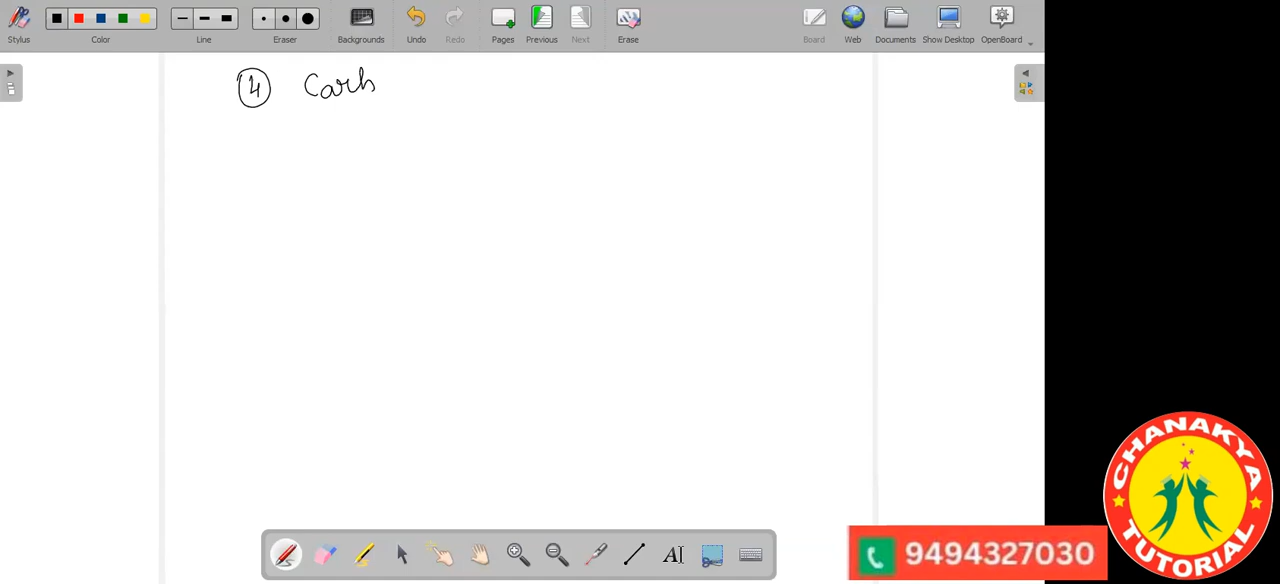 Stylus Color Line Eraser Backgrounds Undo Redo Pages Previous Next Erase Board Web Documents Show Desktop OpenBoard
④ Carb
CHANAKYA
TUTORIAL
9494327030